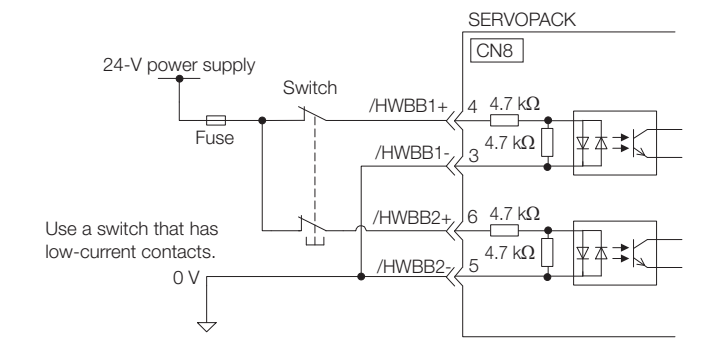 SERVOPACK
CN8
24-V power supply
Switch
Fuse
/HWBB1+ 4 4.7 kΩ
/HWBB1- 3 4.7 kΩ
/HWBB2+ 6 4.7 kΩ
/HWBB2- 5 4.7 kΩ
Use a switch that has
low-current contacts.
0 V